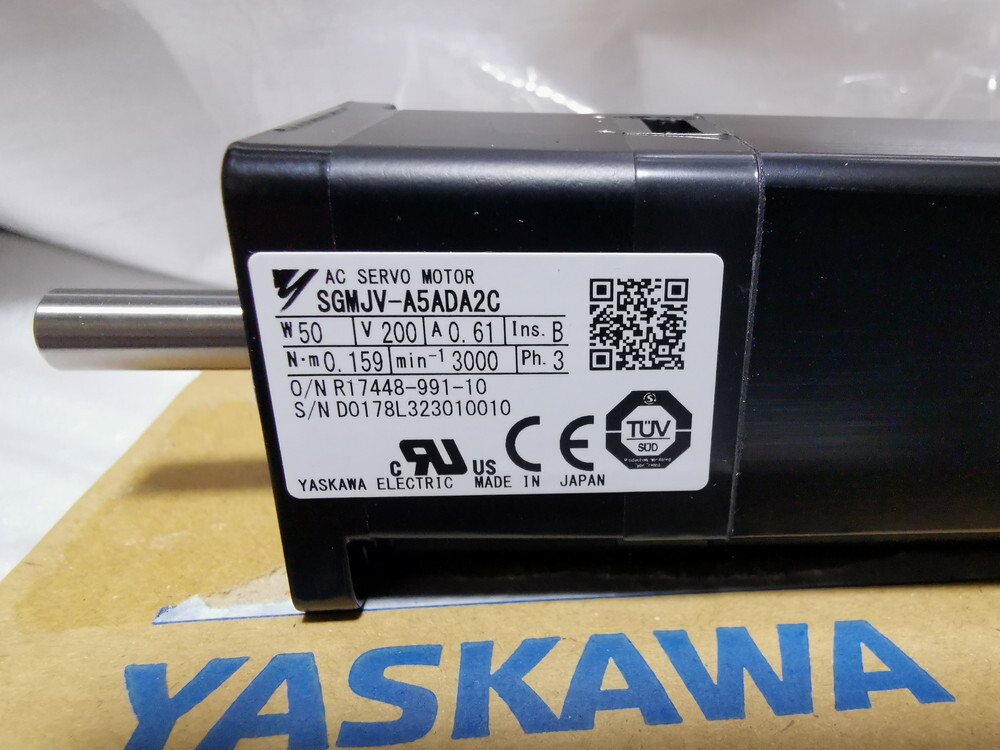 AC SERVO MOTOR
SGMJV-A5ADA2C
W 50 V 200 A 0.61 Ins. B
N·m 0.159 min⁻¹ 3000 Ph. 3
O/N R17448-991-10
S/N D0178L323010010
TÜV
SÜD
c RU US CE
YASKAWA ELECTRIC MADE IN JAPAN
YASKAWA